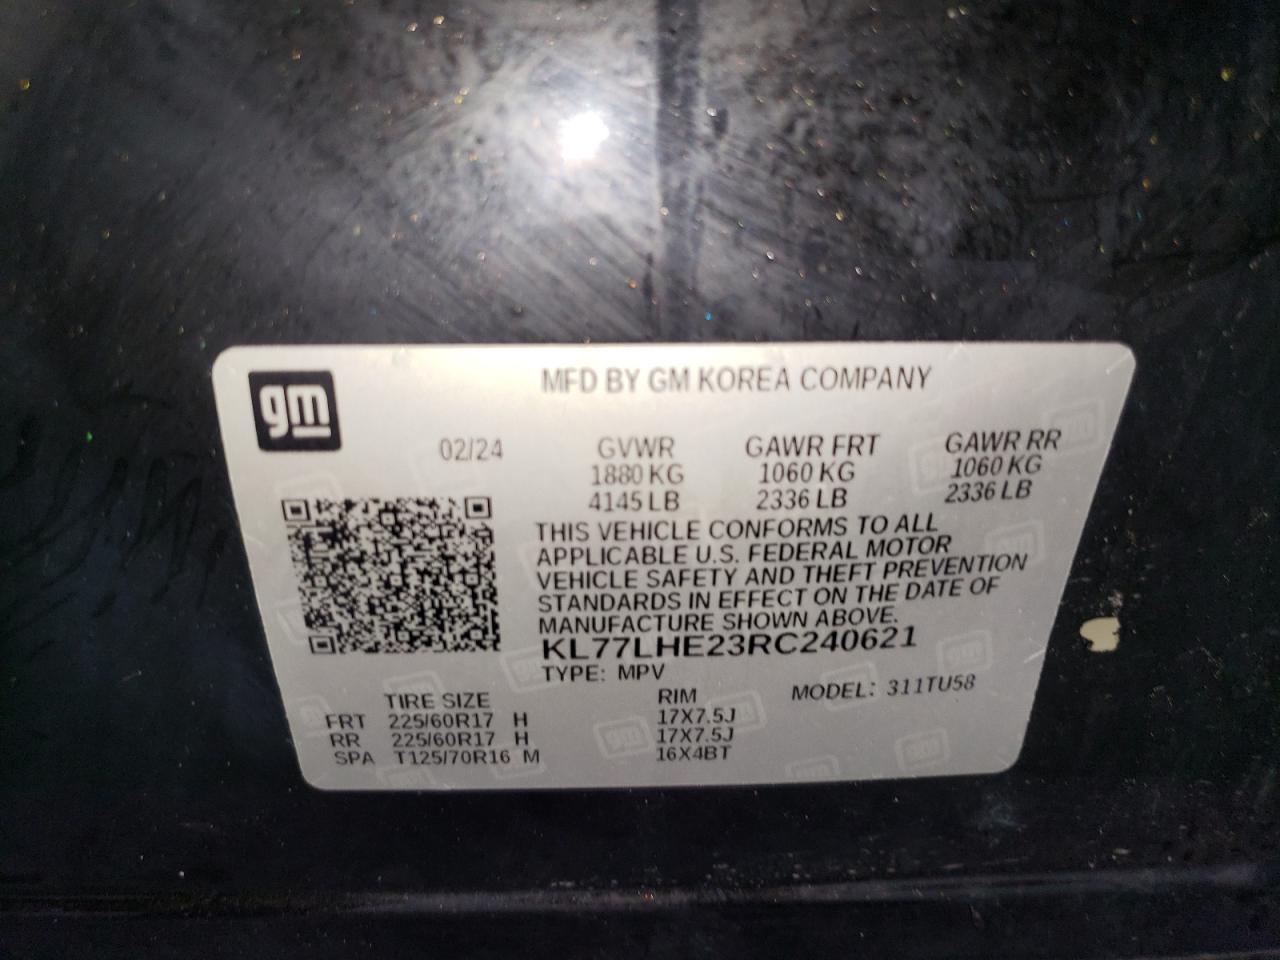 gm
MFD BY GM KOREA COMPANY
02/24 GVWR GAWR FRT GAWR RR
1880 KG 1060 KG 1060 KG
4145 LB 2336 LB 2336 LB
THIS VEHICLE CONFORMS TO ALL
APPLICABLE U.S. FEDERAL MOTOR
VEHICLE SAFETY AND THEFT PREVENTION
STANDARDS IN EFFECT ON THE DATE OF
MANUFACTURE SHOWN ABOVE.
KL77LHE23RC240621
TYPE: MPV
TIRE SIZE RIM MODEL: 311TU58
FRT 225/60R17 H 17X7.5J
RR 225/60R17 H 17X7.5J
SPA T125/70R16 M 16X4BT